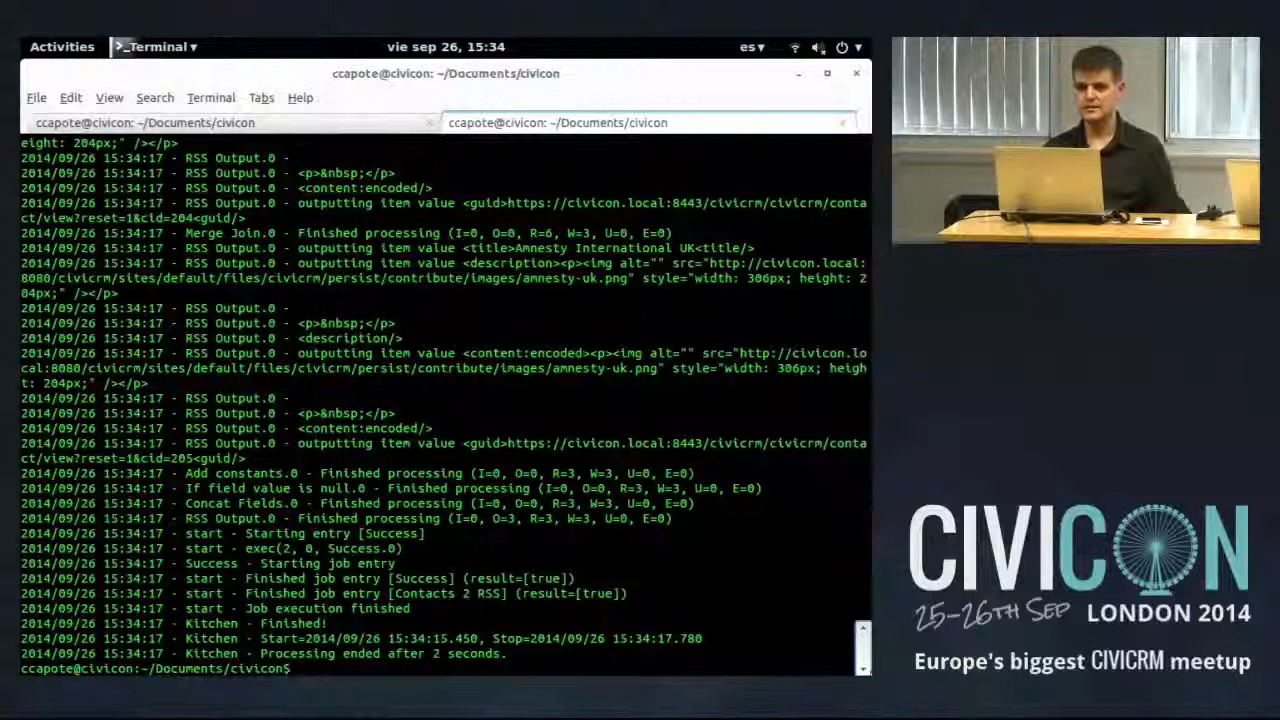 Activities
Terminal
vie sep 26, 15:34
es
ccapote@civicon: ~/Documents/civicon
File Edit View Search Terminal Tabs Help
ccapote@civicon: ~/Documents/civicon
ccapote@civicon: ~/Documents/civicon
eight: 204px;" /></p>
2014/09/26 15:34:17 - RSS Output.0 -
2014/09/26 15:34:17 - RSS Output.0 - <p>&nbsp;</p>
2014/09/26 15:34:17 - RSS Output.0 - <content:encoded/>
2014/09/26 15:34:17 - RSS Output.0 - outputting item value <guid>https://civicon.local:8443/civicrm/civicrm/conta
ct/view?reset=1&cid=204<guid/>
2014/09/26 15:34:17 - Merge Join.0 - Finished processing (I=0, O=0, R=6, W=3, U=0, E=0)
2014/09/26 15:34:17 - RSS Output.0 - outputting item value <title>Amnesty International UK<title/>
2014/09/26 15:34:17 - RSS Output.0 - outputting item value <description><p><img alt="" src="http://civicon.local:
8080/civicrm/sites/default/files/civicrm/persist/contribute/images/amnesty-uk.png" style="width: 306px; height: 2
04px;" /></p>
2014/09/26 15:34:17 - RSS Output.0 -
2014/09/26 15:34:17 - RSS Output.0 - <p>&nbsp;</p>
2014/09/26 15:34:17 - RSS Output.0 - <description/>
2014/09/26 15:34:17 - RSS Output.0 - outputting item value <content:encoded><p><img alt="" src="http://civicon.lo
cal:8080/civicrm/sites/default/files/civicrm/persist/contribute/images/amnesty-uk.png" style="width: 306px; heigh
t: 204px;" /></p>
2014/09/26 15:34:17 - RSS Output.0 -
2014/09/26 15:34:17 - RSS Output.0 - <p>&nbsp;</p>
2014/09/26 15:34:17 - RSS Output.0 - <content:encoded/>
2014/09/26 15:34:17 - RSS Output.0 - outputting item value <guid>https://civicon.local:8443/civicrm/civicrm/conta
ct/view?reset=1&cid=205<guid/>
2014/09/26 15:34:17 - Add constants.0 - Finished processing (I=0, O=0, R=3, W=3, U=0, E=0)
2014/09/26 15:34:17 - If field value is null.0 - Finished processing (I=0, O=0, R=3, W=3, U=0, E=0)
2014/09/26 15:34:17 - Concat Fields.0 - Finished processing (I=0, O=0, R=3, W=3, U=0, E=0)
2014/09/26 15:34:17 - RSS Output.0 - Finished processing (I=0, O=3, R=3, W=3, U=0, E=0)
2014/09/26 15:34:17 - start - Starting entry [Success]
2014/09/26 15:34:17 - start - exec(2, 0, Success.0)
2014/09/26 15:34:17 - Success - Starting job entry
2014/09/26 15:34:17 - start - Finished job entry [Success] (result=[true])
2014/09/26 15:34:17 - start - Finished job entry [Contacts 2 RSS] (result=[true])
2014/09/26 15:34:17 - start - Job execution finished
2014/09/26 15:34:17 - Kitchen - Finished!
2014/09/26 15:34:17 - Kitchen - Start=2014/09/26 15:34:15.450, Stop=2014/09/26 15:34:17.780
2014/09/26 15:34:17 - Kitchen - Processing ended after 2 seconds.
ccapote@civicon:~/Documents/civicon$
CIVICON
25-26TH SEP LONDON 2014
Europe's biggest CIVICRM meetup